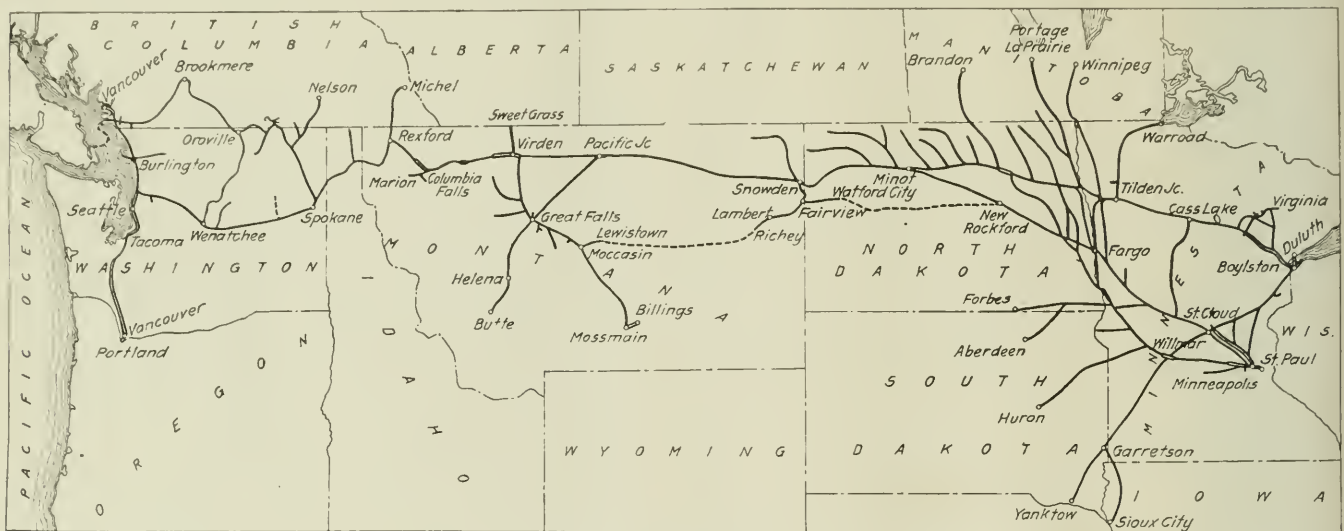 BRITISH
COLUMBIA
ALBERTA
SASKATCHEWAN
MANITOBA
Portage
LaPrairie
Brandon
Winnipeg
Vancouver
Brookmere
Nelson
Michel
Sweet Grass
Oroville
Rexford
Virden
Pacific Jc
Warroad
Burlington
Marion
Columbia
Falls
Snowden
Minot
Watford City
Tilden Jc.
Cass Lake
Virginia
Seattle
Spokane
Great Falls
Lambert
Fairview
New
Rockford
Duluth
Tacoma
Wenatchee
Lewistown
Richey
Moccasin
Fargo
Boylston
PACIFIC OCEAN
WASHINGTON
MONTANA
NORTH
DAKOTA
MINNESOTA
Helena
Billings
Forbes
St.Cloud
WIS.
Vancouver
Butte
Mossmain
Portland
IDAHO
Aberdeen
Willmar
St.Paul
Minneapolis
OREGON
SOUTH
DAKOTA
Huron
WYOMING
Garretson
IOWA
Yanktow
Sioux City